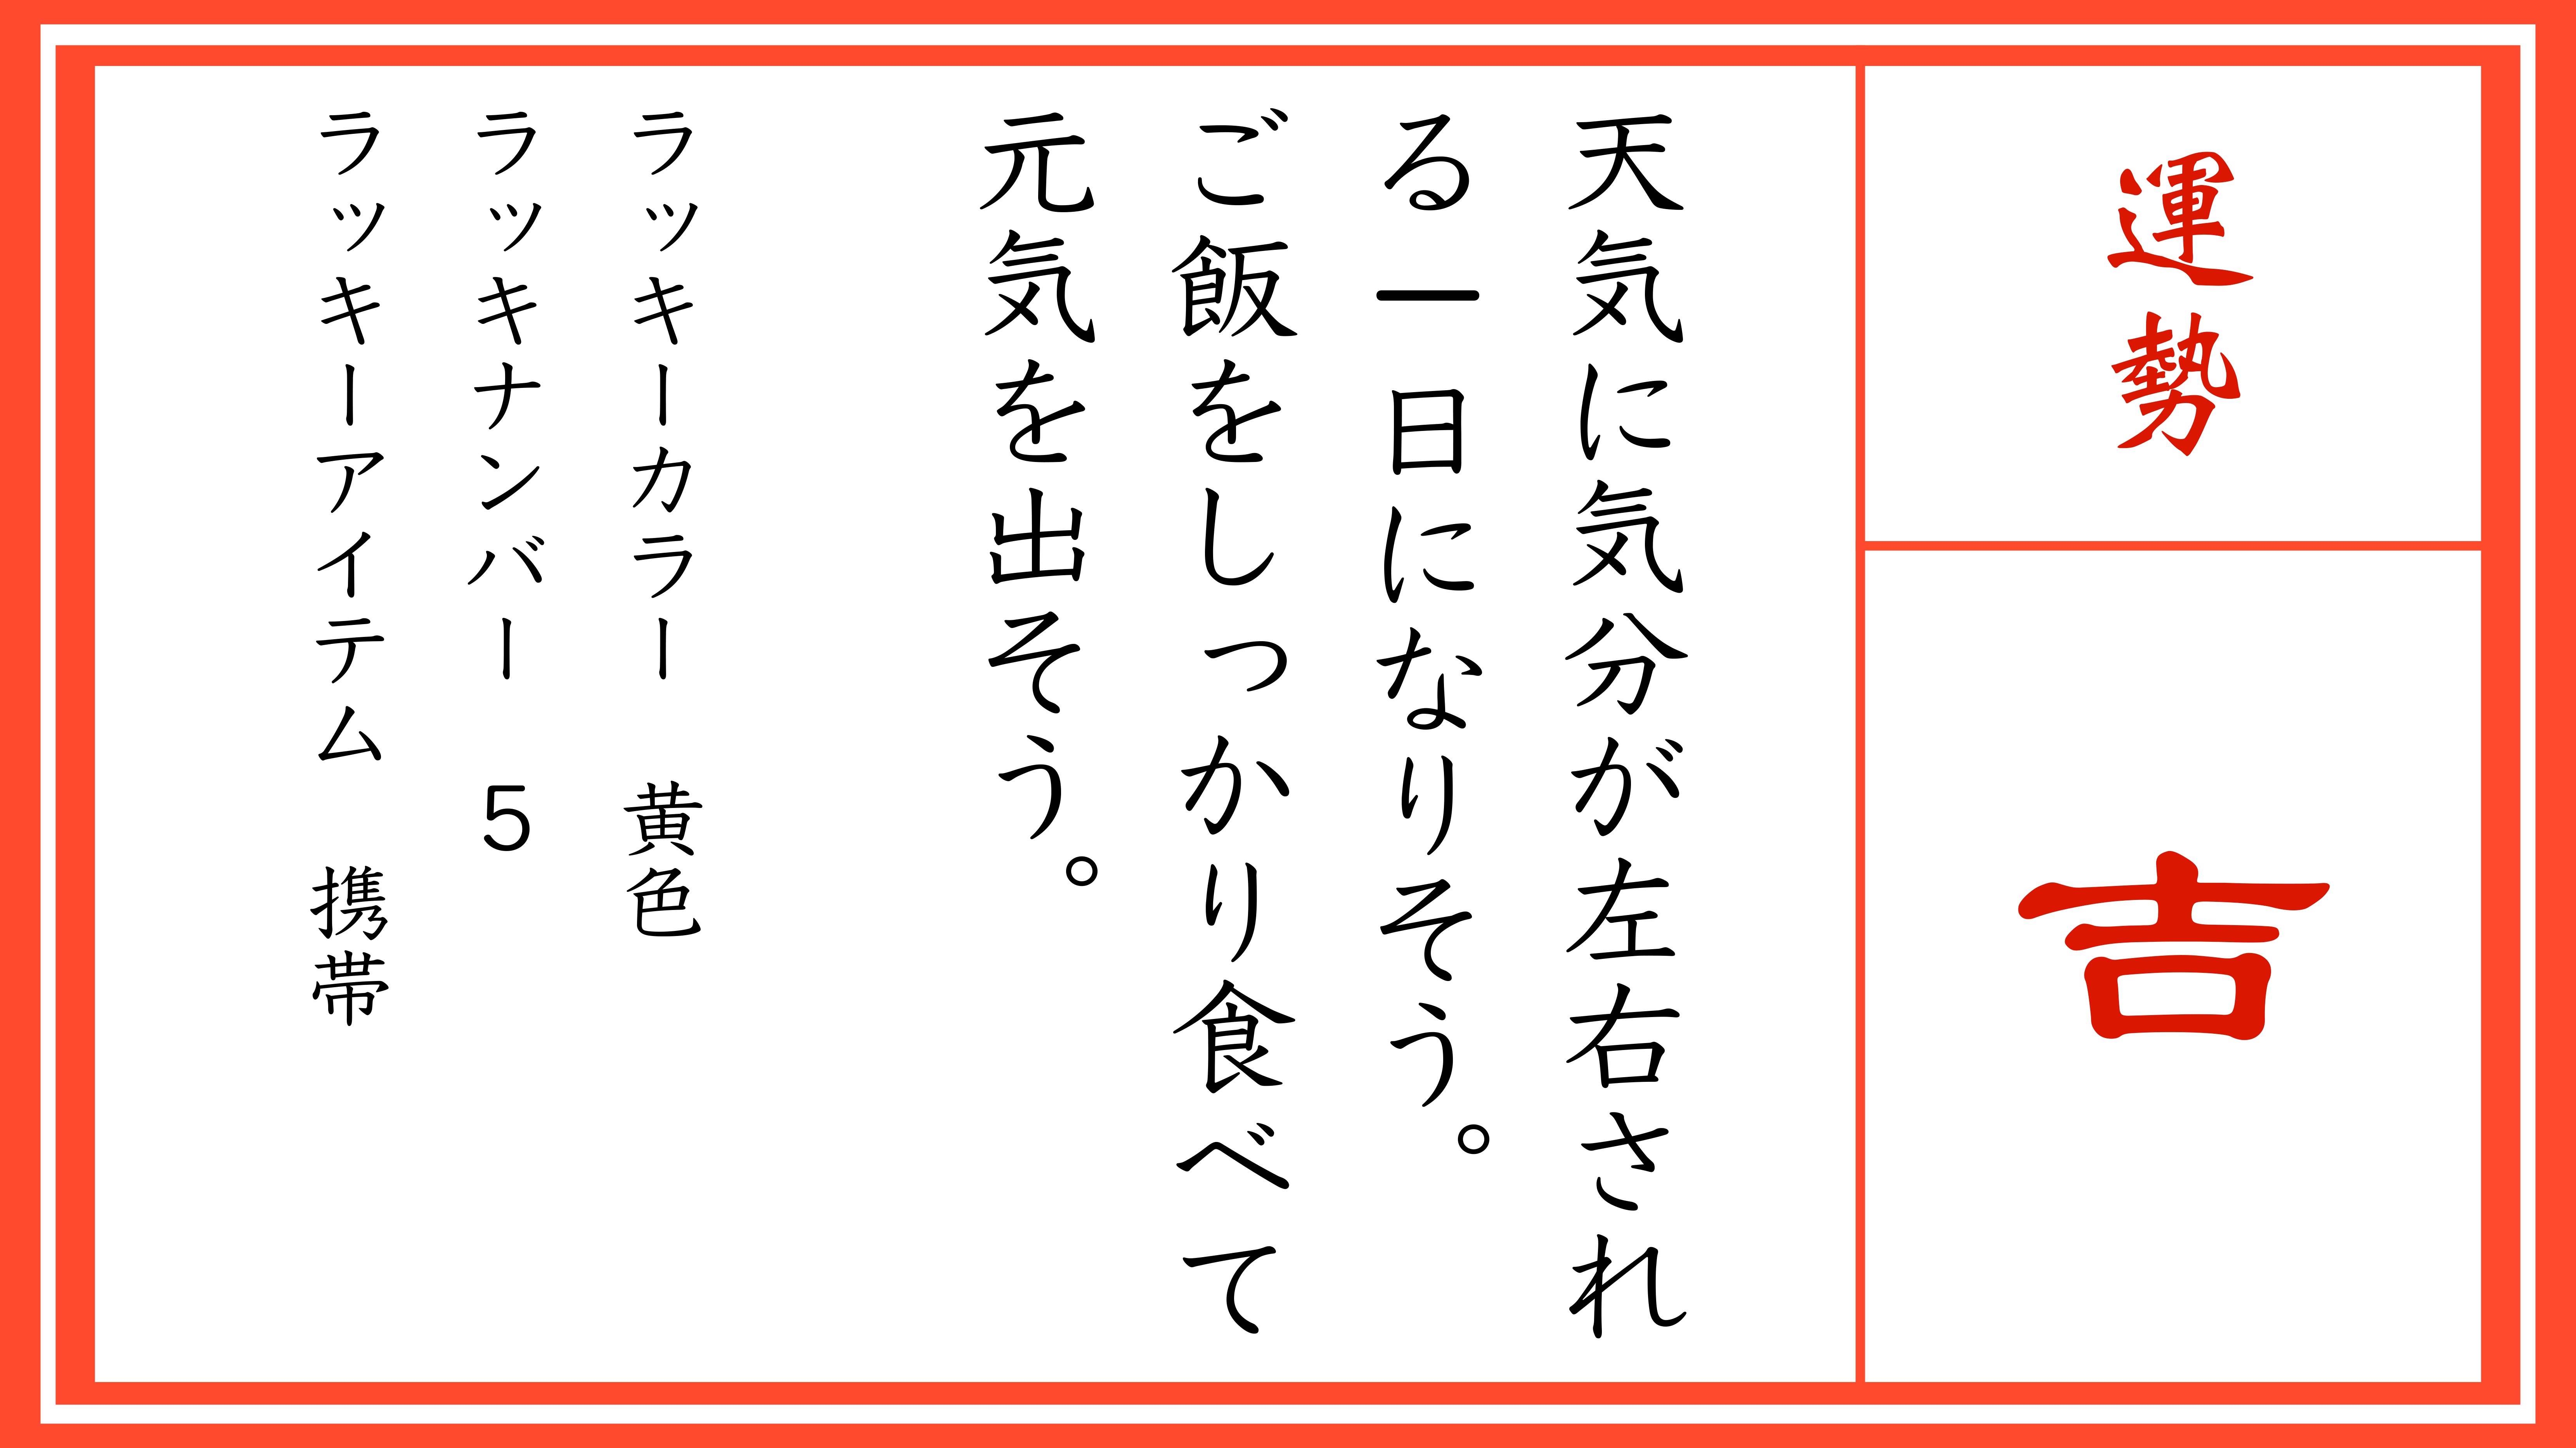 運勢
吉
天気に気分が左右され
る一日になりそう。
ご飯をしっかり食べて
元気を出そう。
ラッキーカラー　黄色
ラッキナンバー　5
ラッキーアイテム　携帯